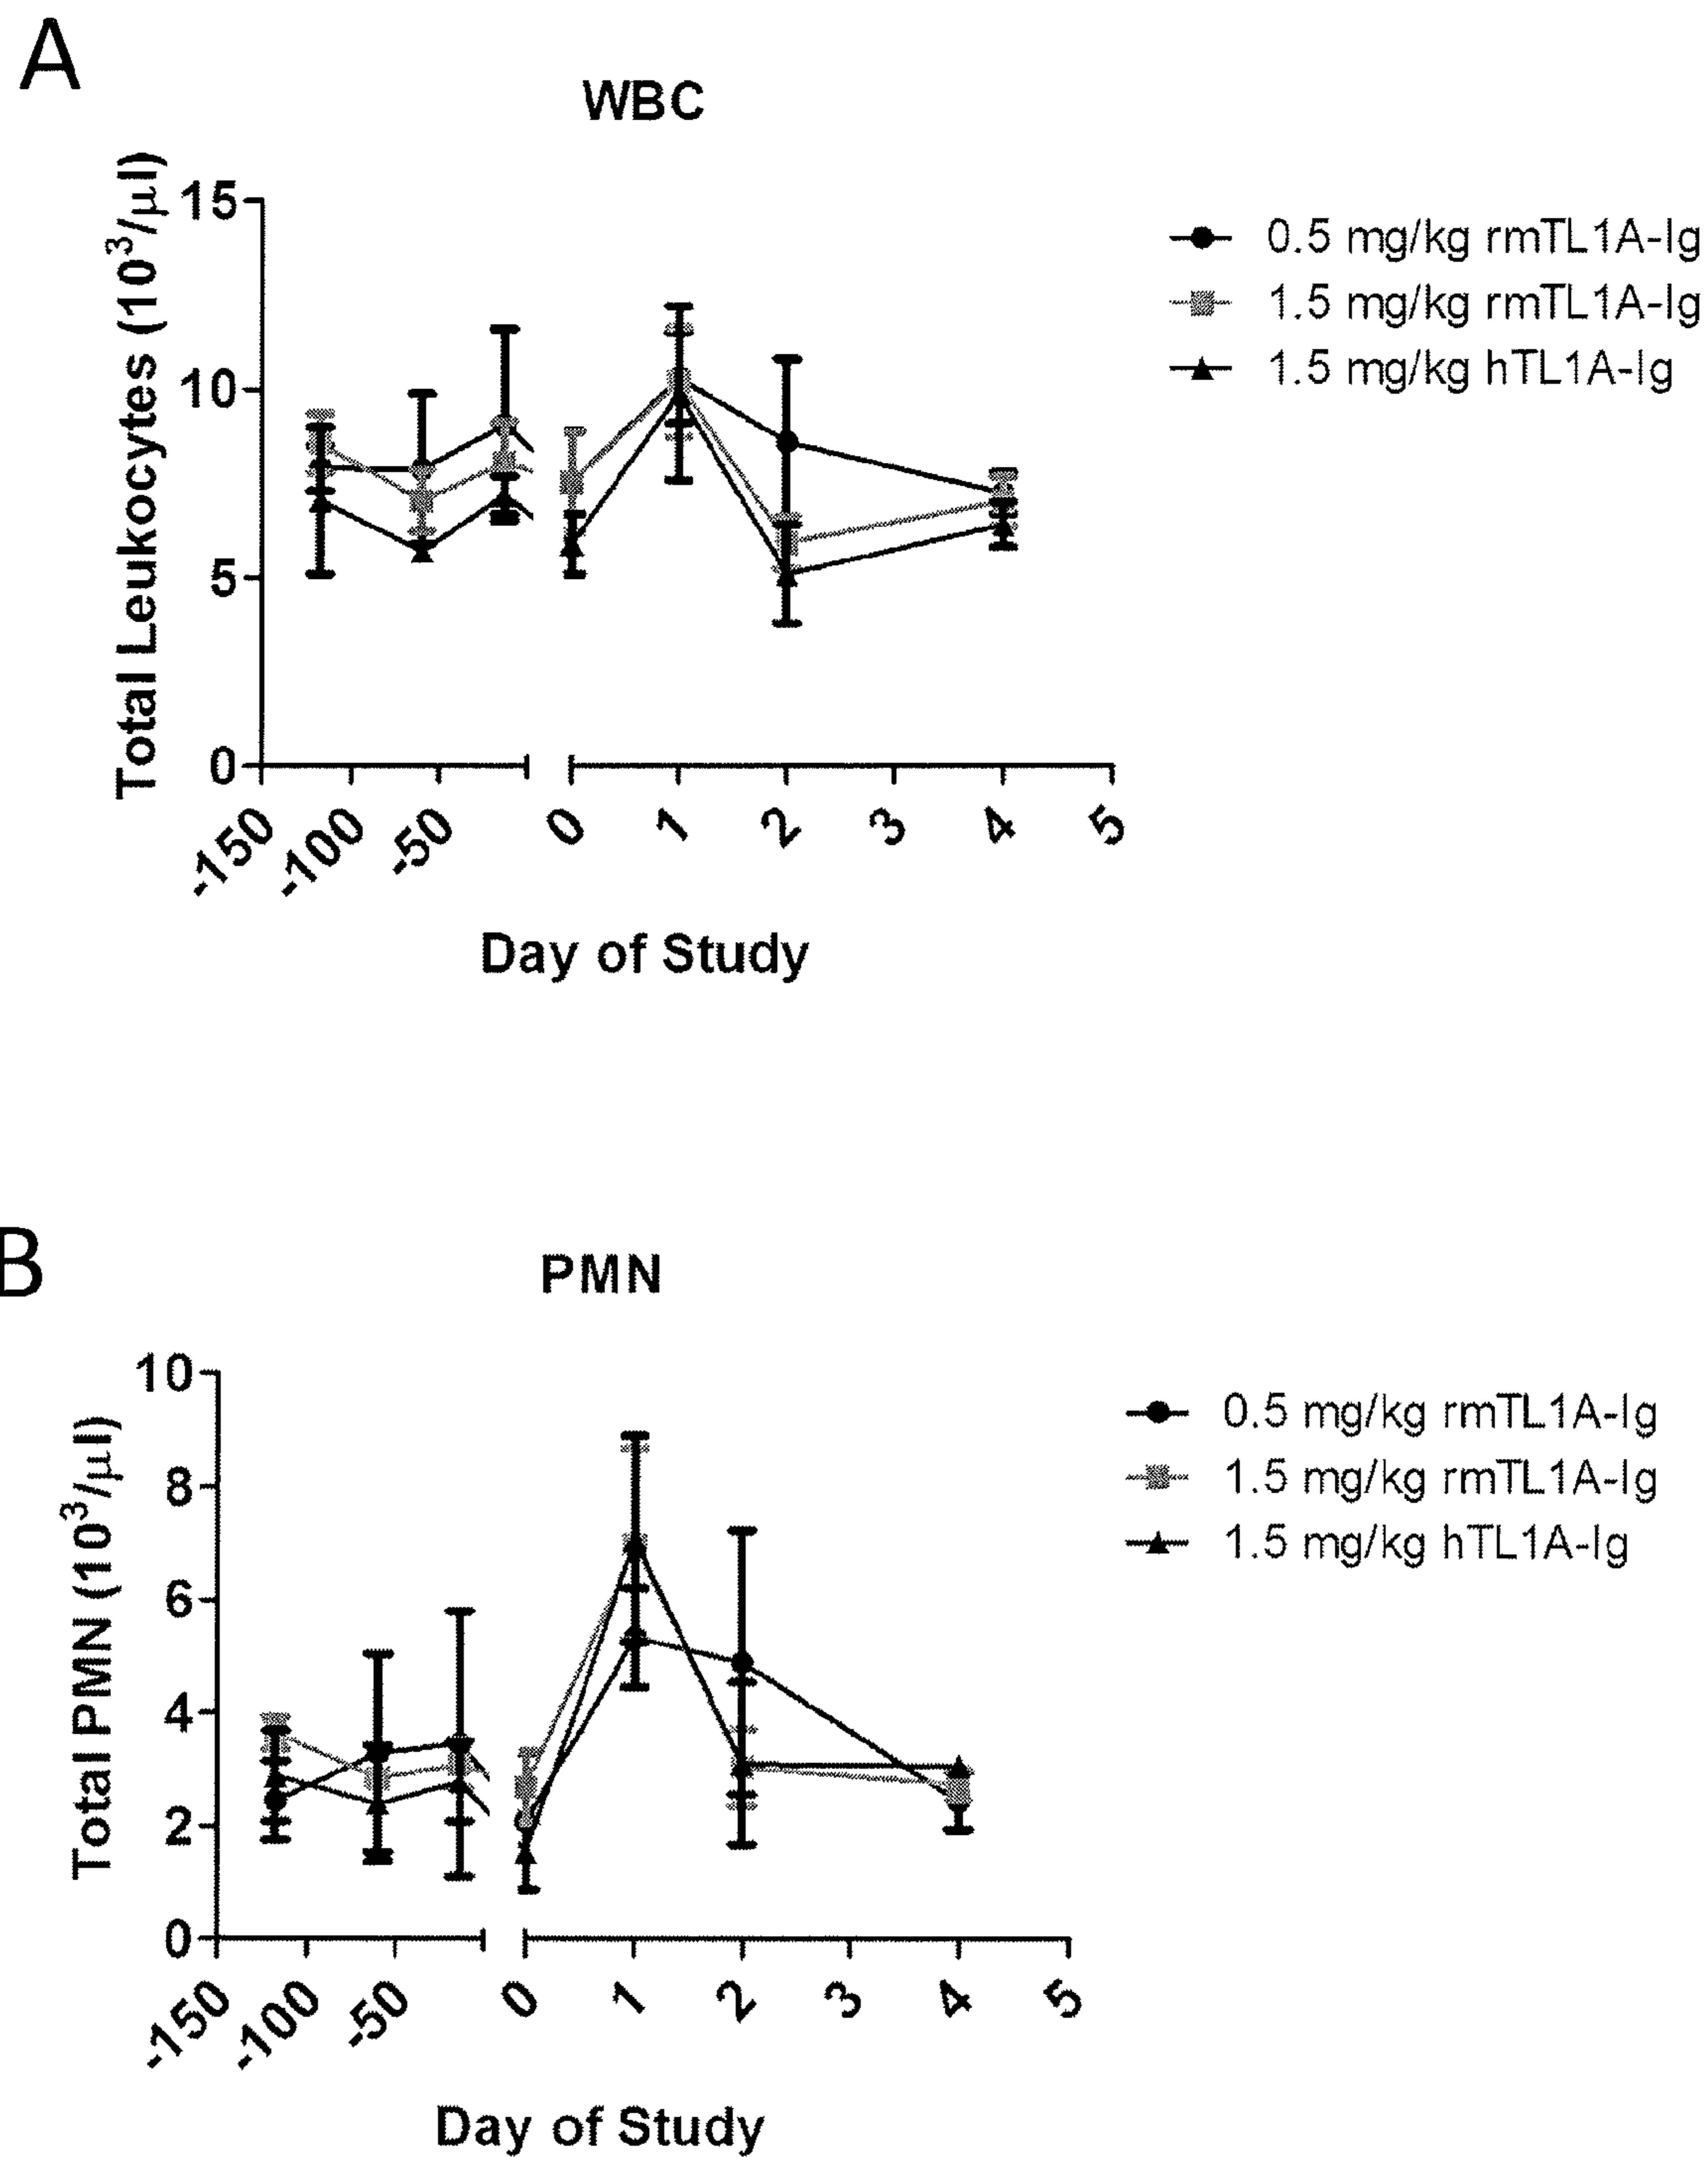 A
WBC
Total Leukocytes (10³/µl)
15
10
5
0
-150
-100
-50
0
1
2
3
4
5
Day of Study
0.5 mg/kg rmTL1A-Ig
1.5 mg/kg rmTL1A-Ig
1.5 mg/kg hTL1A-Ig
B
PMN
Total PMN (10³/µl)
10
8
6
4
2
0
-150
-100
-50
0
1
2
3
4
5
Day of Study
0.5 mg/kg rmTL1A-Ig
1.5 mg/kg rmTL1A-Ig
1.5 mg/kg hTL1A-Ig